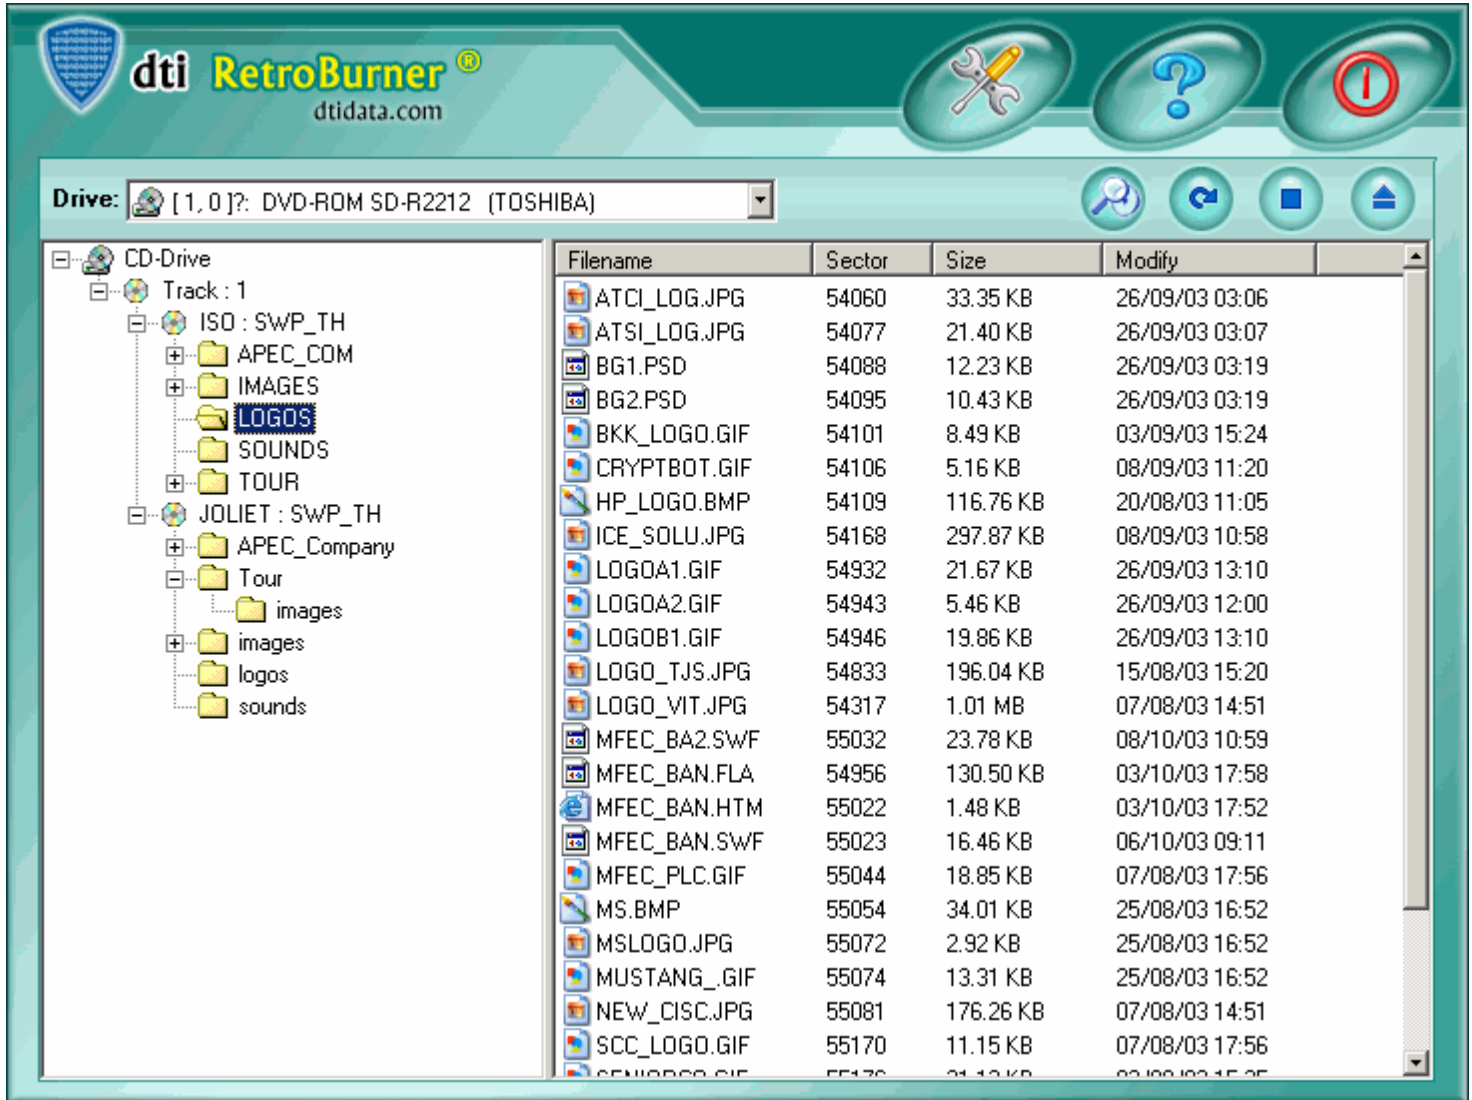 dti RetroBurner ®
dtidata.com
Drive: [ 1, 0 ]?: DVD-ROM SD-R2212 (TOSHIBA)
CD-Drive
Track : 1
ISO : SWP_TH
APEC_COM
IMAGES
LOGOS
SOUNDS
TOUR
JOLIET : SWP_TH
APEC_Company
Tour
images
images
logos
sounds
Filename Sector Size Modify
ATCI_LOG.JPG 54060 33.35 KB 26/09/03 03:06
ATSI_LOG.JPG 54077 21.40 KB 26/09/03 03:07
BG1.PSD 54088 12.23 KB 26/09/03 03:19
BG2.PSD 54095 10.43 KB 26/09/03 03:19
BKK_LOGO.GIF 54101 8.49 KB 03/09/03 15:24
CRYPTBOT.GIF 54106 5.16 KB 08/09/03 11:20
HP_LOGO.BMP 54109 116.76 KB 20/08/03 11:05
ICE_SOLU.JPG 54168 297.87 KB 08/09/03 10:58
LOGOA1.GIF 54932 21.67 KB 26/09/03 13:10
LOGOA2.GIF 54943 5.46 KB 26/09/03 12:00
LOGOB1.GIF 54946 19.86 KB 26/09/03 13:10
LOGO_TJS.JPG 54833 196.04 KB 15/08/03 15:20
LOGO_VIT.JPG 54317 1.01 MB 07/08/03 14:51
MFEC_BA2.SWF 55032 23.78 KB 08/10/03 10:59
MFEC_BAN.FLA 54956 130.50 KB 03/10/03 17:58
MFEC_BAN.HTM 55022 1.48 KB 03/10/03 17:52
MFEC_BAN.SWF 55023 16.46 KB 06/10/03 09:11
MFEC_PLC.GIF 55044 18.85 KB 07/08/03 17:56
MS.BMP 55054 34.01 KB 25/08/03 16:52
MSLOGO.JPG 55072 2.92 KB 25/08/03 16:52
MUSTANG_.GIF 55074 13.31 KB 25/08/03 16:52
NEW_CISC.JPG 55081 176.26 KB 07/08/03 14:51
SCC_LOGO.GIF 55170 11.15 KB 07/08/03 17:56